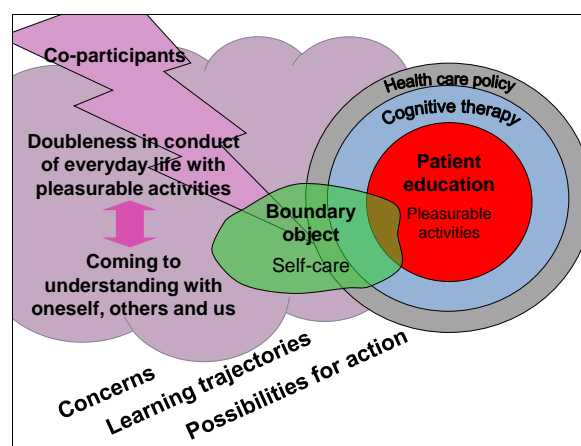 Co-participants
Doubleness in conduct
of everyday life with
pleasurable activities
Coming to
understanding with
oneself, others and us
Boundary
object
Self-care
Health care policy
Cognitive therapy
Patient
education
Pleasurable
activities
Concerns
Learning trajectories
Possibilities for action